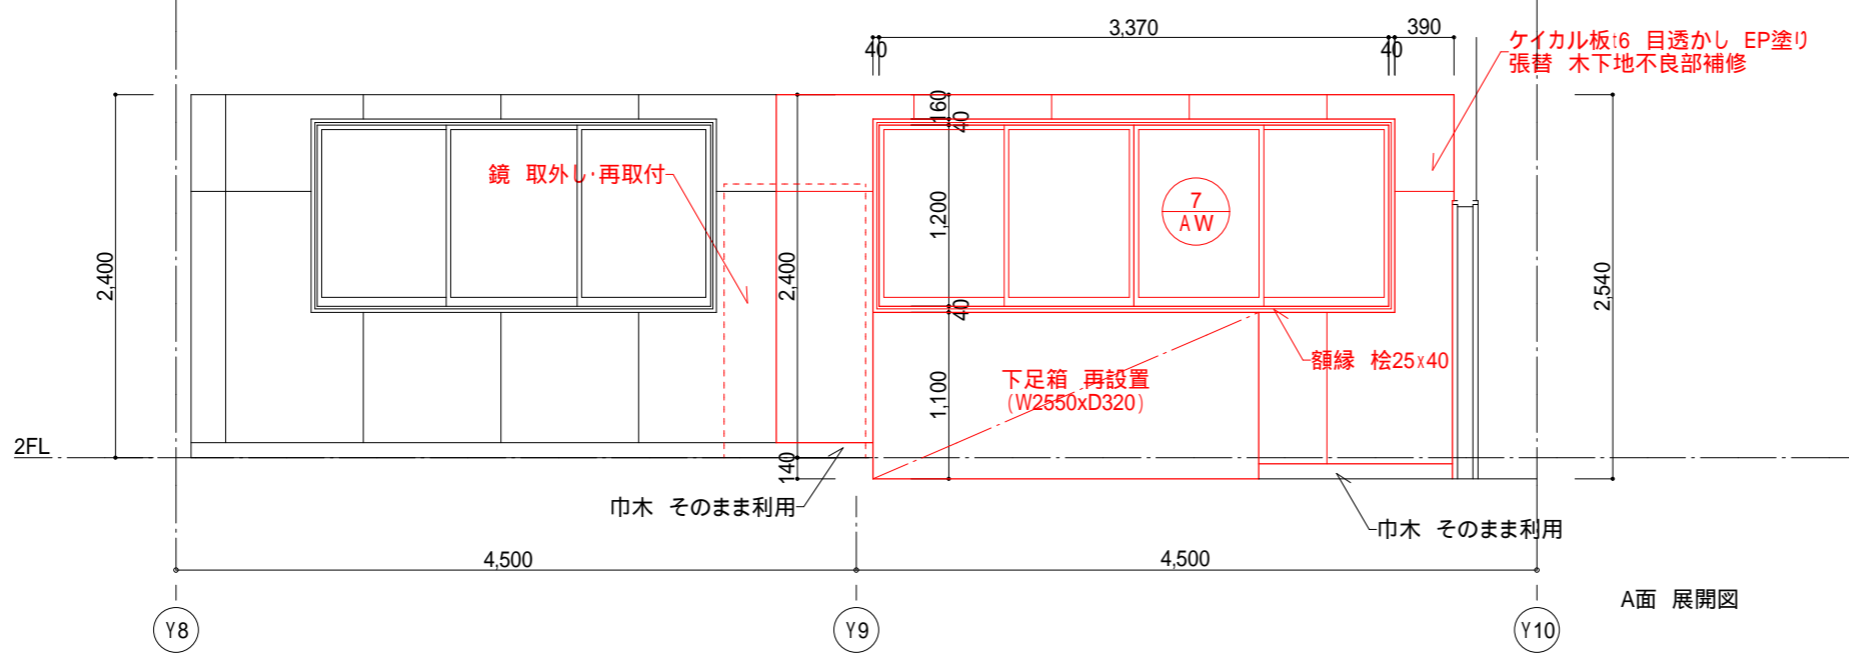 3,370
390
40
40
ケイカル板t6 目透かし EP塗り
張替 木下地不良部補修
160
40
鏡 取外し・再取付
7
AW
1,200
2,400
2,400
2,540
40
額縁 桧25x40
下足箱 再設置
(W2550xD320)
1,100
2FL
140
巾木 そのまま利用
巾木 そのまま利用
4,500
4,500
A面 展開図
Y8
Y9
Y10